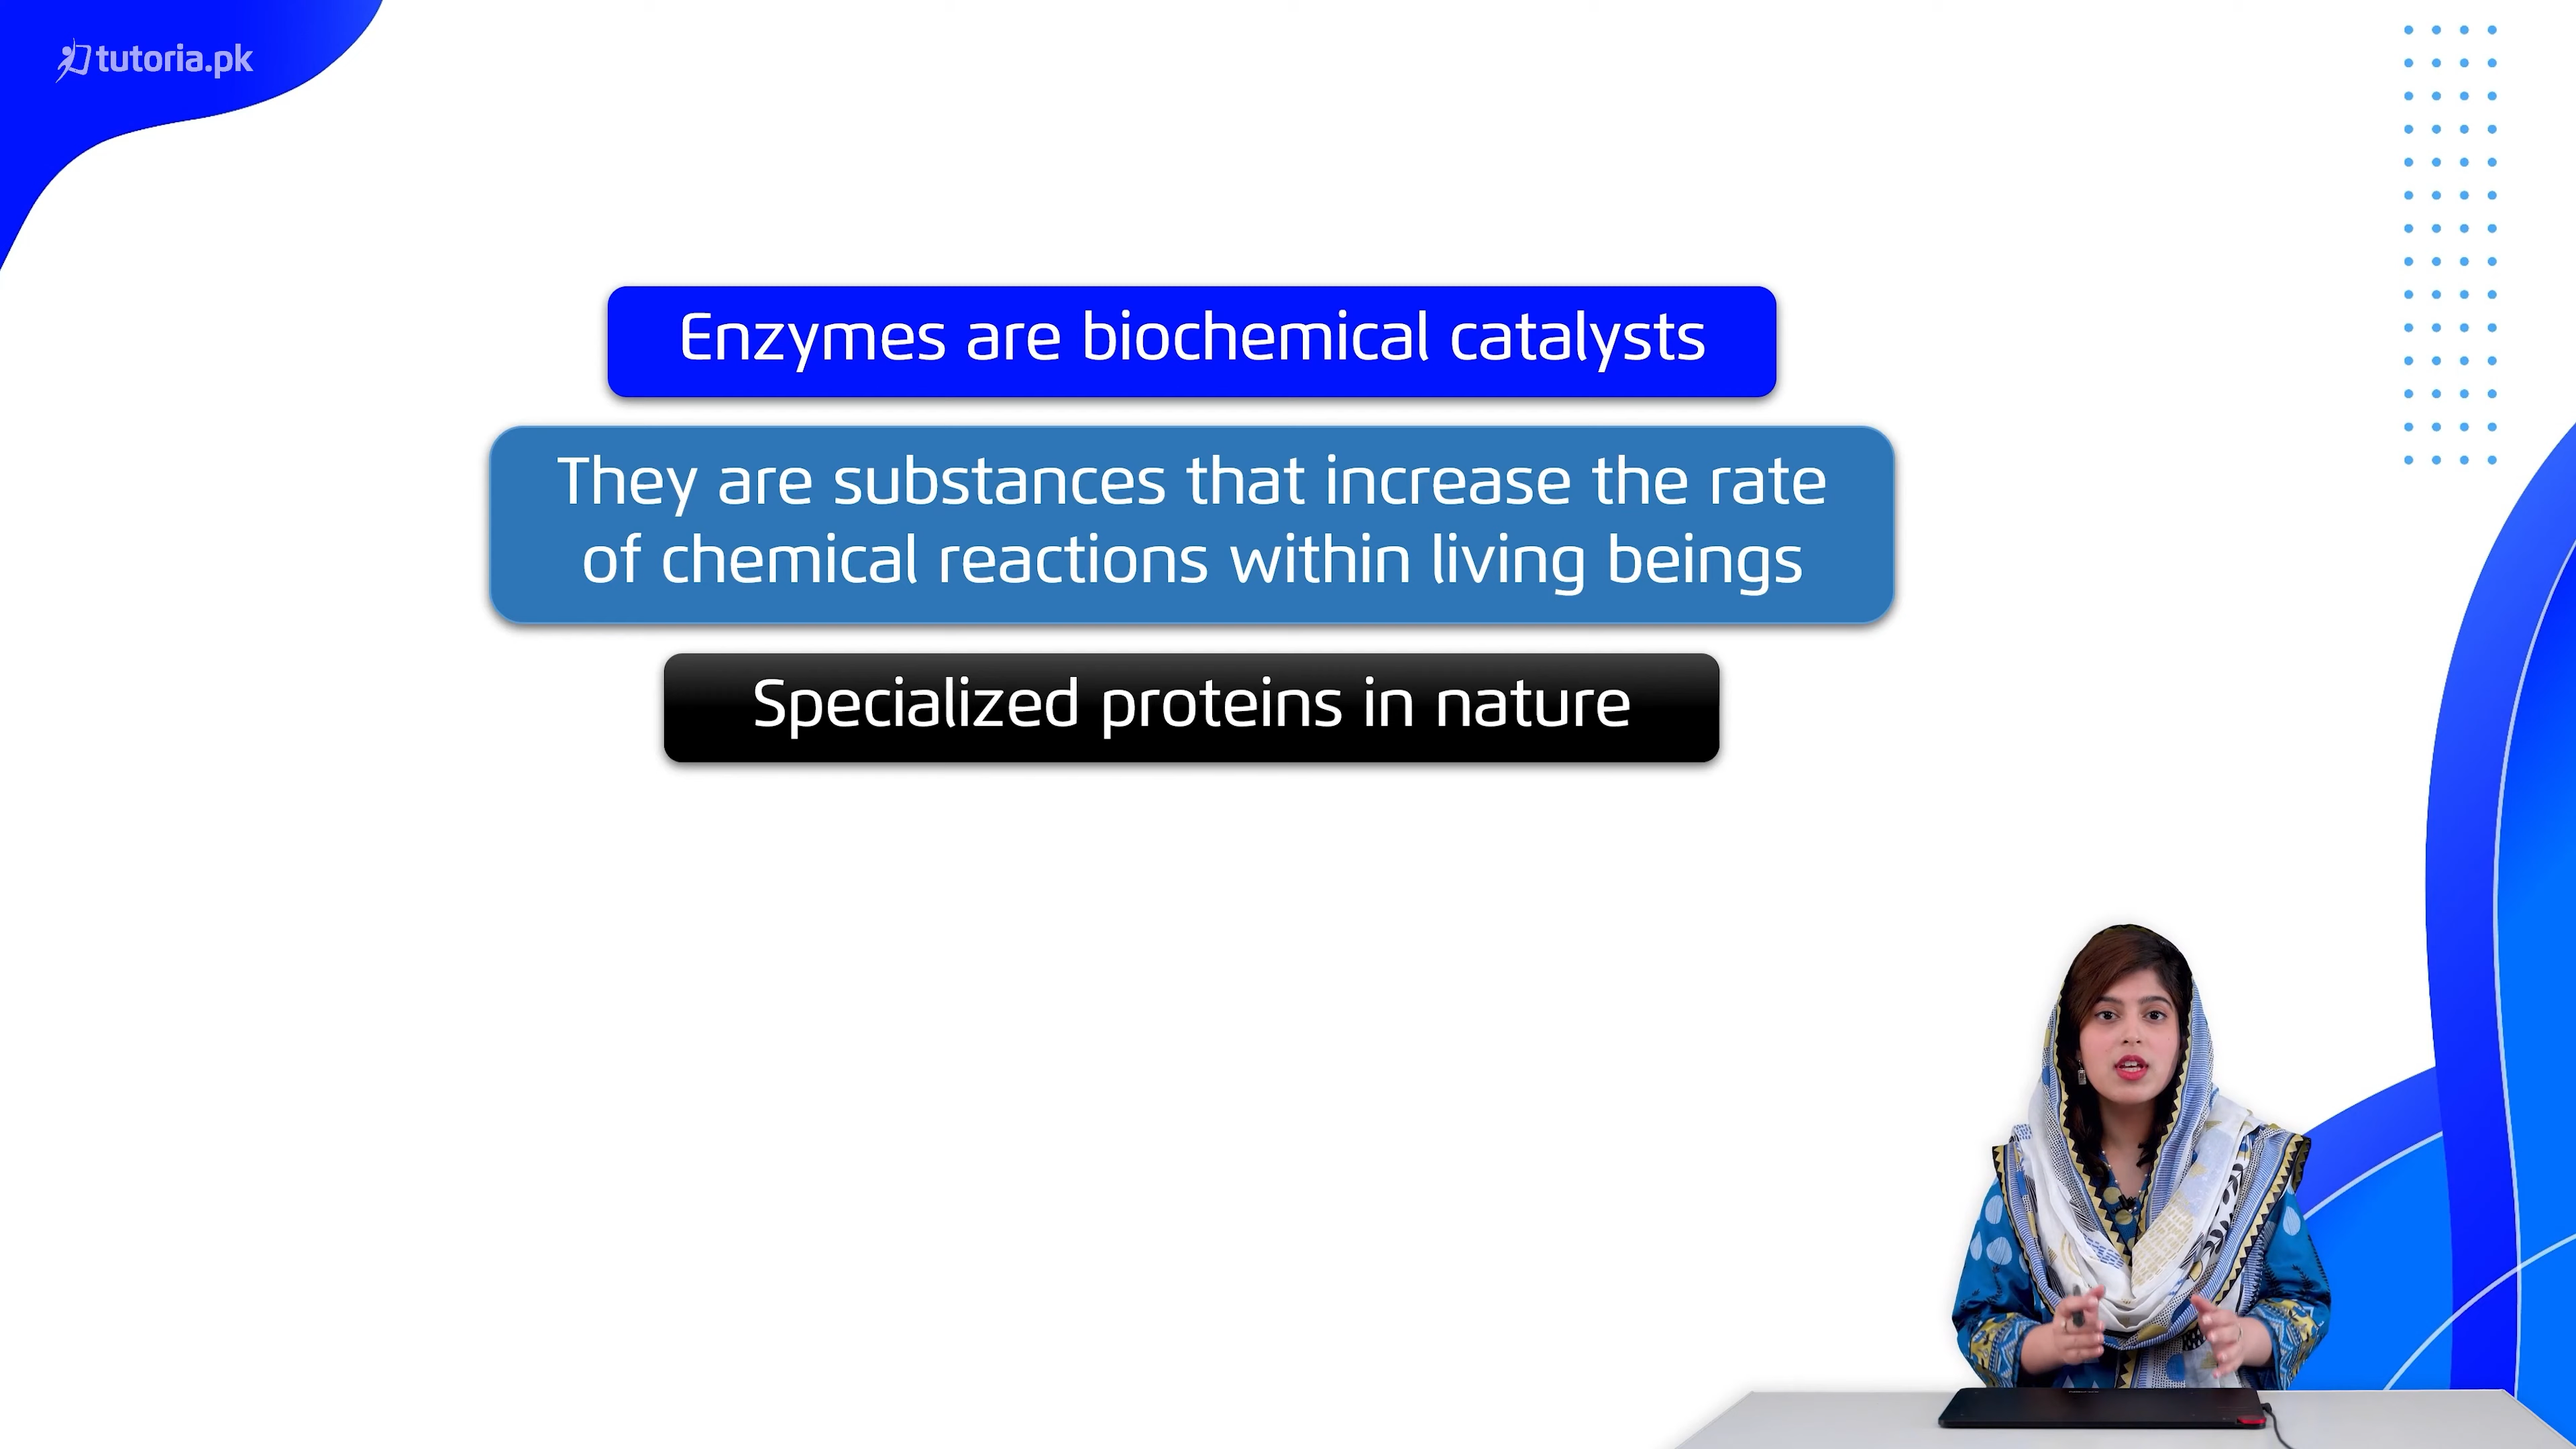 tutoria.pk
Enzymes are biochemical catalysts
They are substances that increase the rate
of chemical reactions within living beings
Specialized proteins in nature